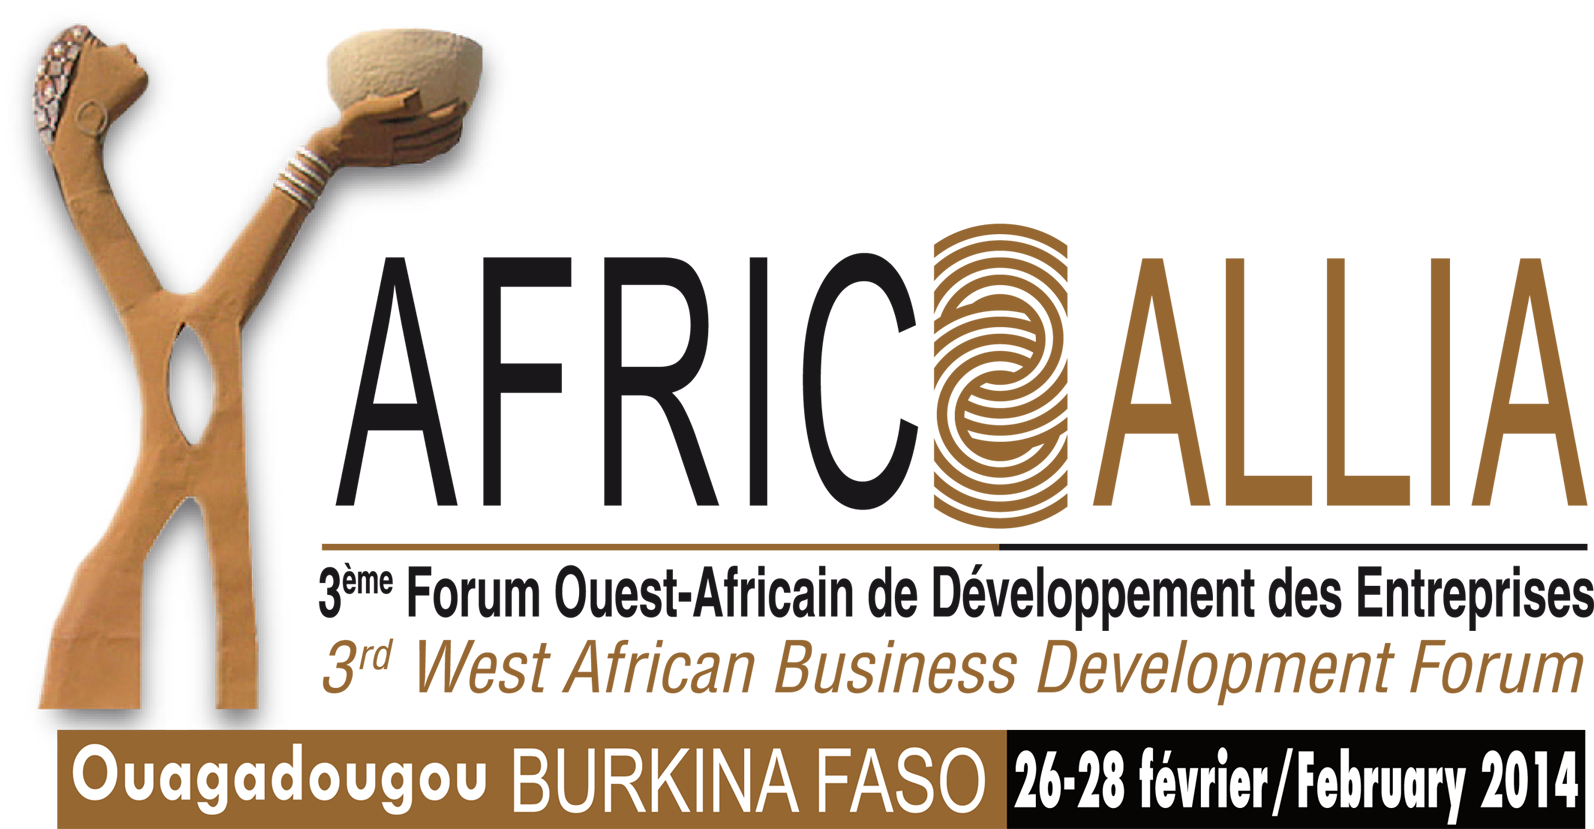 AFRICALLIA
3ème Forum Ouest-Africain de Développement des Entreprises
3rd West African Business Development Forum
Ouagadougou BURKINA FASO 26-28 février/February 2014